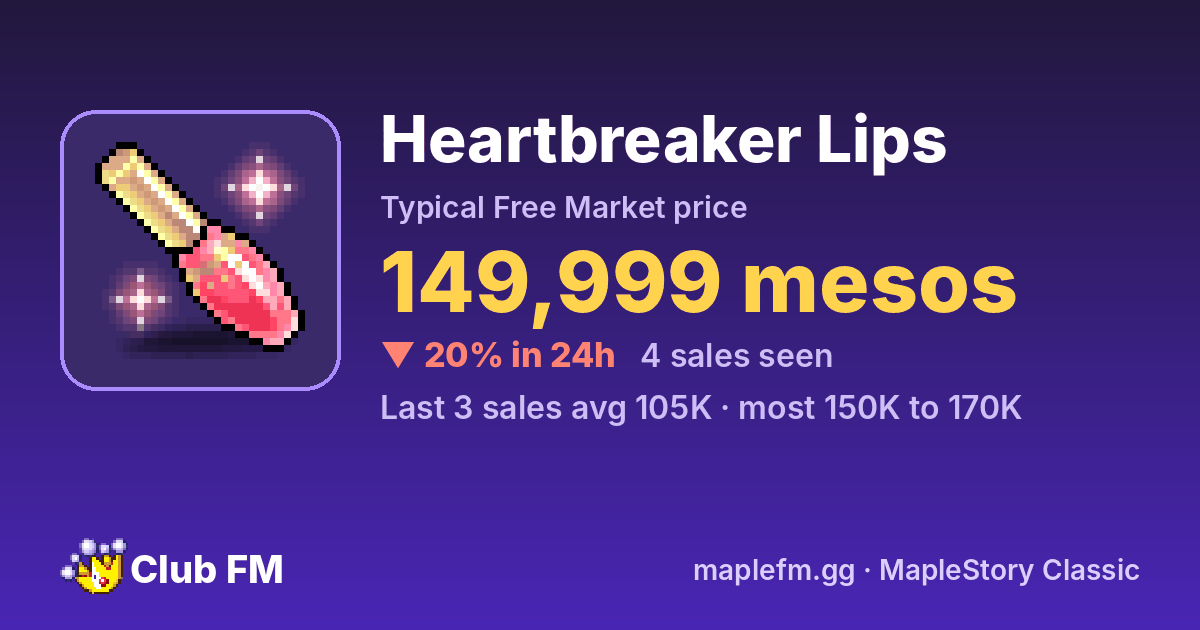 Heartbreaker Lips
Typical Free Market price
149,999 mesos
▼ 20% in 24h 4 sales seen
Last 3 sales avg 105K · most 150K to 170K
Club FM
maplefm.gg · MapleStory Classic